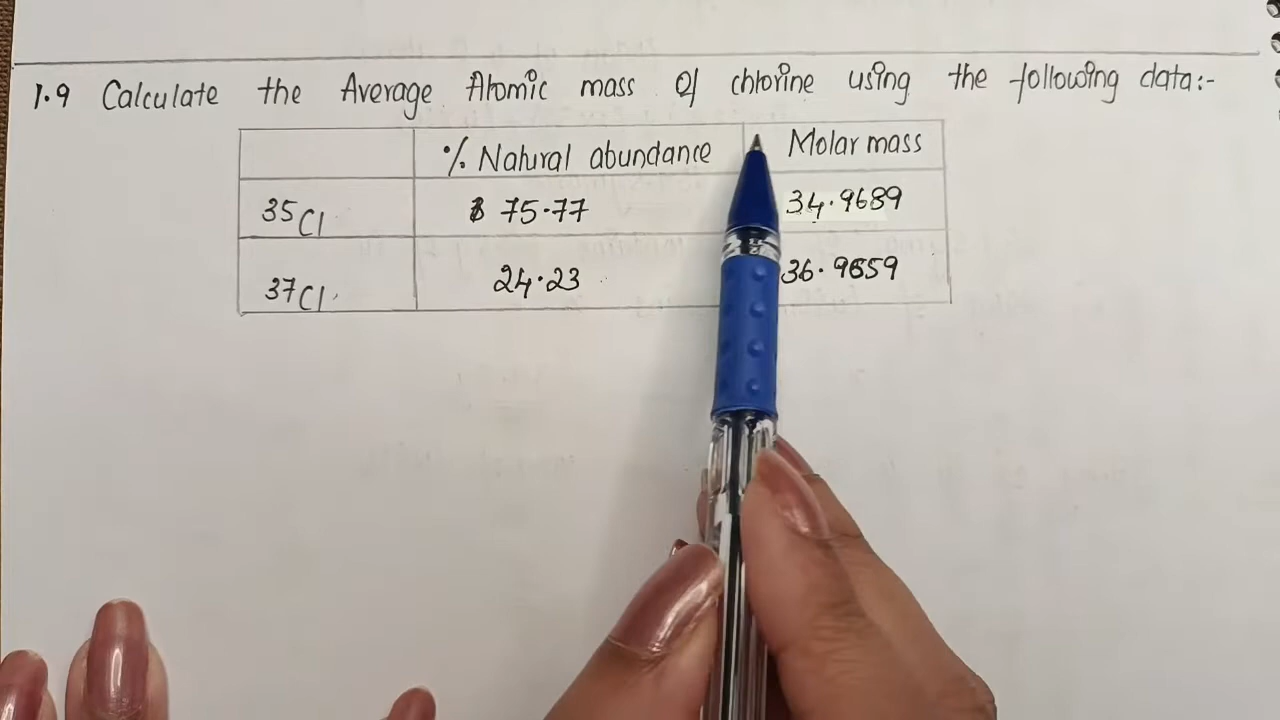 1.9 Calculate the Average Atomic mass of chlorine using the following data:-
% Natural abundance Molar mass
35Cl 75.77 34.9689
37Cl 24.23 36.9659